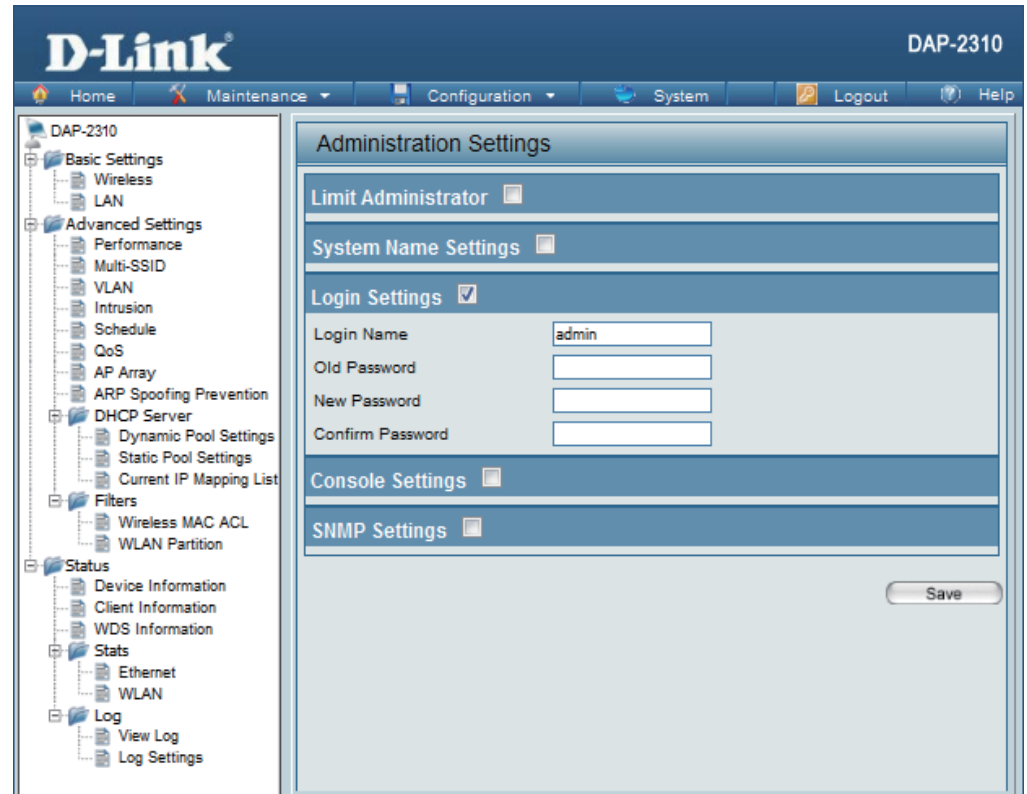 D-Link®
DAP-2310
Home Maintenance Configuration System Logout Help
DAP-2310
Basic Settings
Wireless
LAN
Advanced Settings
Performance
Multi-SSID
VLAN
Intrusion
Schedule
QoS
AP Array
ARP Spoofing Prevention
DHCP Server
Dynamic Pool Settings
Static Pool Settings
Current IP Mapping List
Filters
Wireless MAC ACL
WLAN Partition
Status
Device Information
Client Information
WDS Information
Stats
Ethernet
WLAN
Log
View Log
Log Settings
Administration Settings
Limit Administrator
System Name Settings
Login Settings
Login Name admin
Old Password
New Password
Confirm Password
Console Settings
SNMP Settings
Save